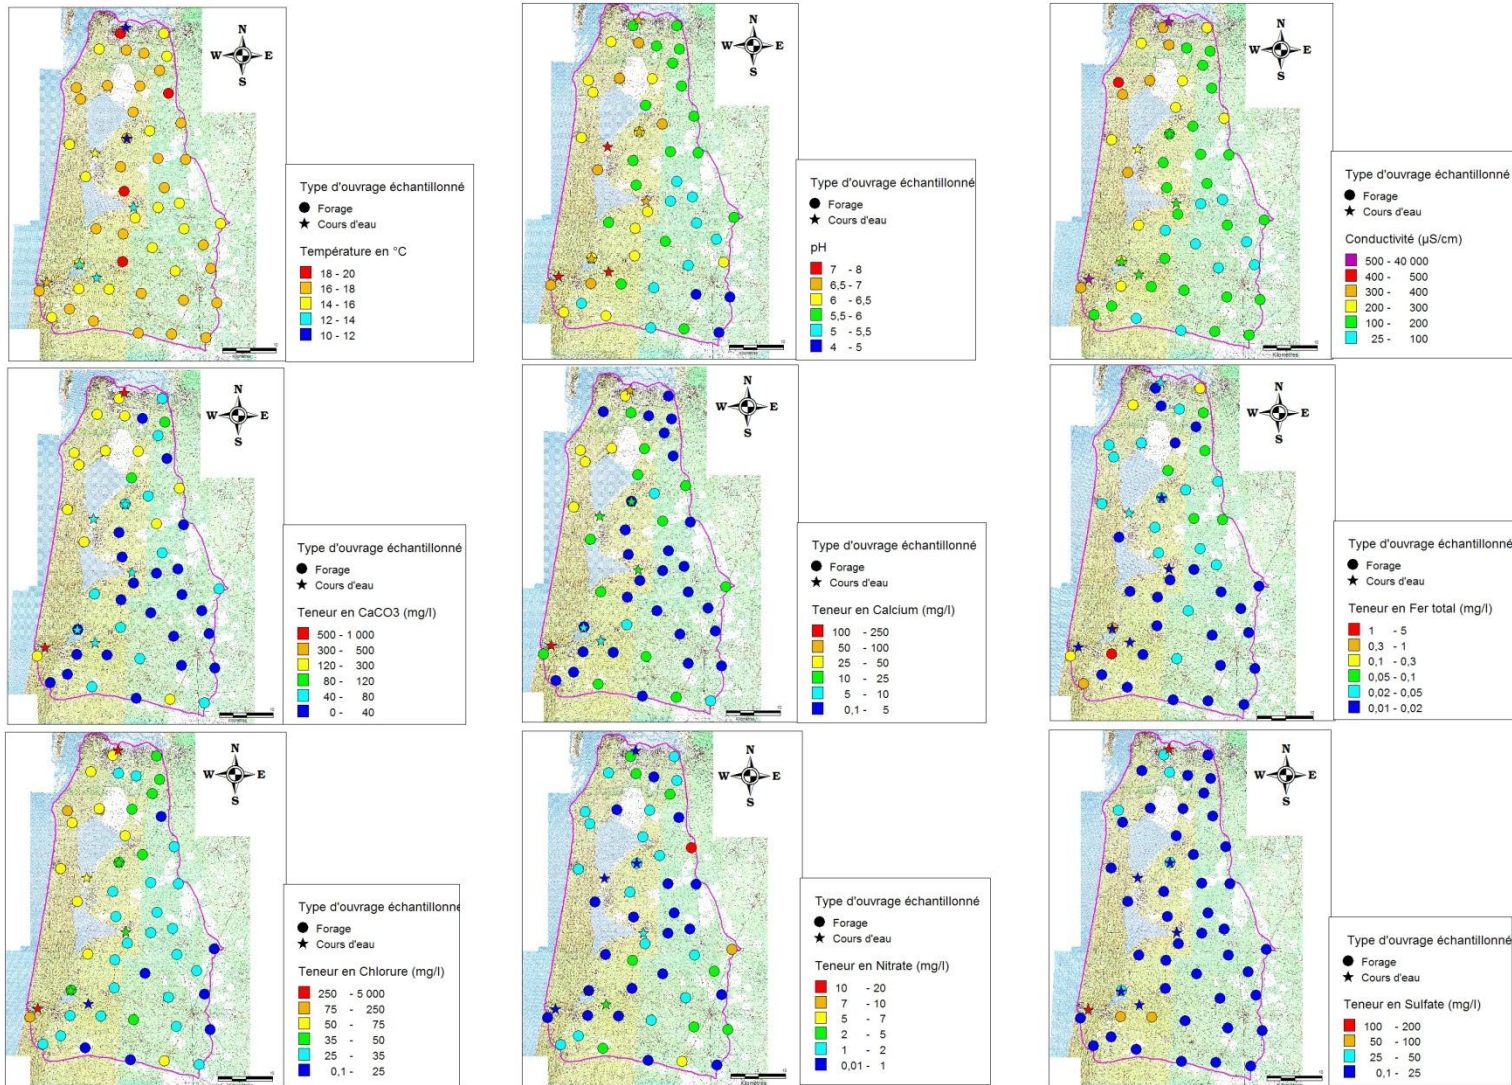 N
W E
S
Type d'ouvrage échantillonné
Forage
Cours d'eau
Température en °C
18 - 20
16 - 18
14 - 16
12 - 14
10 - 12
N
W E
S
Type d'ouvrage échantillonné
Forage
Cours d'eau
pH
7 - 8
6,5 - 7
6 - 6,5
5,5 - 6
5 - 5,5
4 - 5
N
W E
S
Type d'ouvrage échantillonné
Forage
Cours d'eau
Conductivité (µS/cm)
500 - 40 000
400 - 500
300 - 400
200 - 300
100 - 200
25 - 100
N
W E
S
Type d'ouvrage échantillonné
Forage
Cours d'eau
Teneur en CaCO3 (mg/l)
500 - 1 000
300 - 500
120 - 300
80 - 120
40 - 80
0 - 40
N
W E
S
Type d'ouvrage échantillonné
Forage
Cours d'eau
Teneur en Calcium (mg/l)
100 - 250
50 - 100
25 - 50
10 - 25
5 - 10
0,1 - 5
N
W E
S
Type d'ouvrage échantillonné
Forage
Cours d'eau
Teneur en Fer total (mg/l)
1 - 5
0,3 - 1
0,1 - 0,3
0,05 - 0,1
0,02 - 0,05
0,01 - 0,02
N
W E
S
Type d'ouvrage échantillonné
Forage
Cours d'eau
Teneur en Chlorure (mg/l)
250 - 5 000
75 - 250
50 - 75
35 - 50
25 - 35
0,1 - 25
N
W E
S
Type d'ouvrage échantillonné
Forage
Cours d'eau
Teneur en Nitrate (mg/l)
10 - 20
7 - 10
5 - 7
2 - 5
1 - 2
0,01 - 1
N
W E
S
Type d'ouvrage échantillonné
Forage
Cours d'eau
Teneur en Sulfate (mg/l)
100 - 200
50 - 100
25 - 50
0,1 - 25